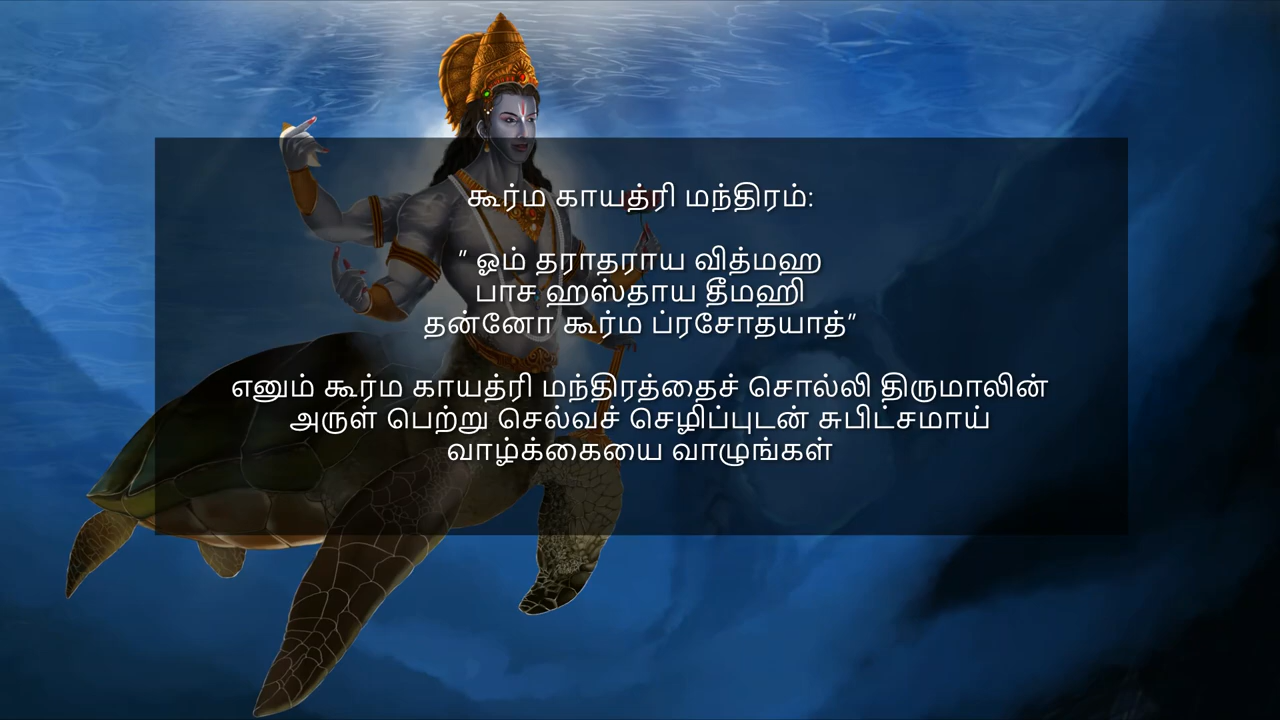 கூர்ம காயத்ரி மந்திரம்:
" ஓம் தராதராய வித்மஹ
பாச ஹஸ்தாய தீமஹி
தன்னோ கூர்ம ப்ரசோதயாத்"
எனும் கூர்ம காயத்ரி மந்திரத்தைச் சொல்லி திருமாலின்
அருள் பெற்று செல்வச் செழிப்புடன் சுபிட்சமாய்
வாழ்க்கையை வாழுங்கள்